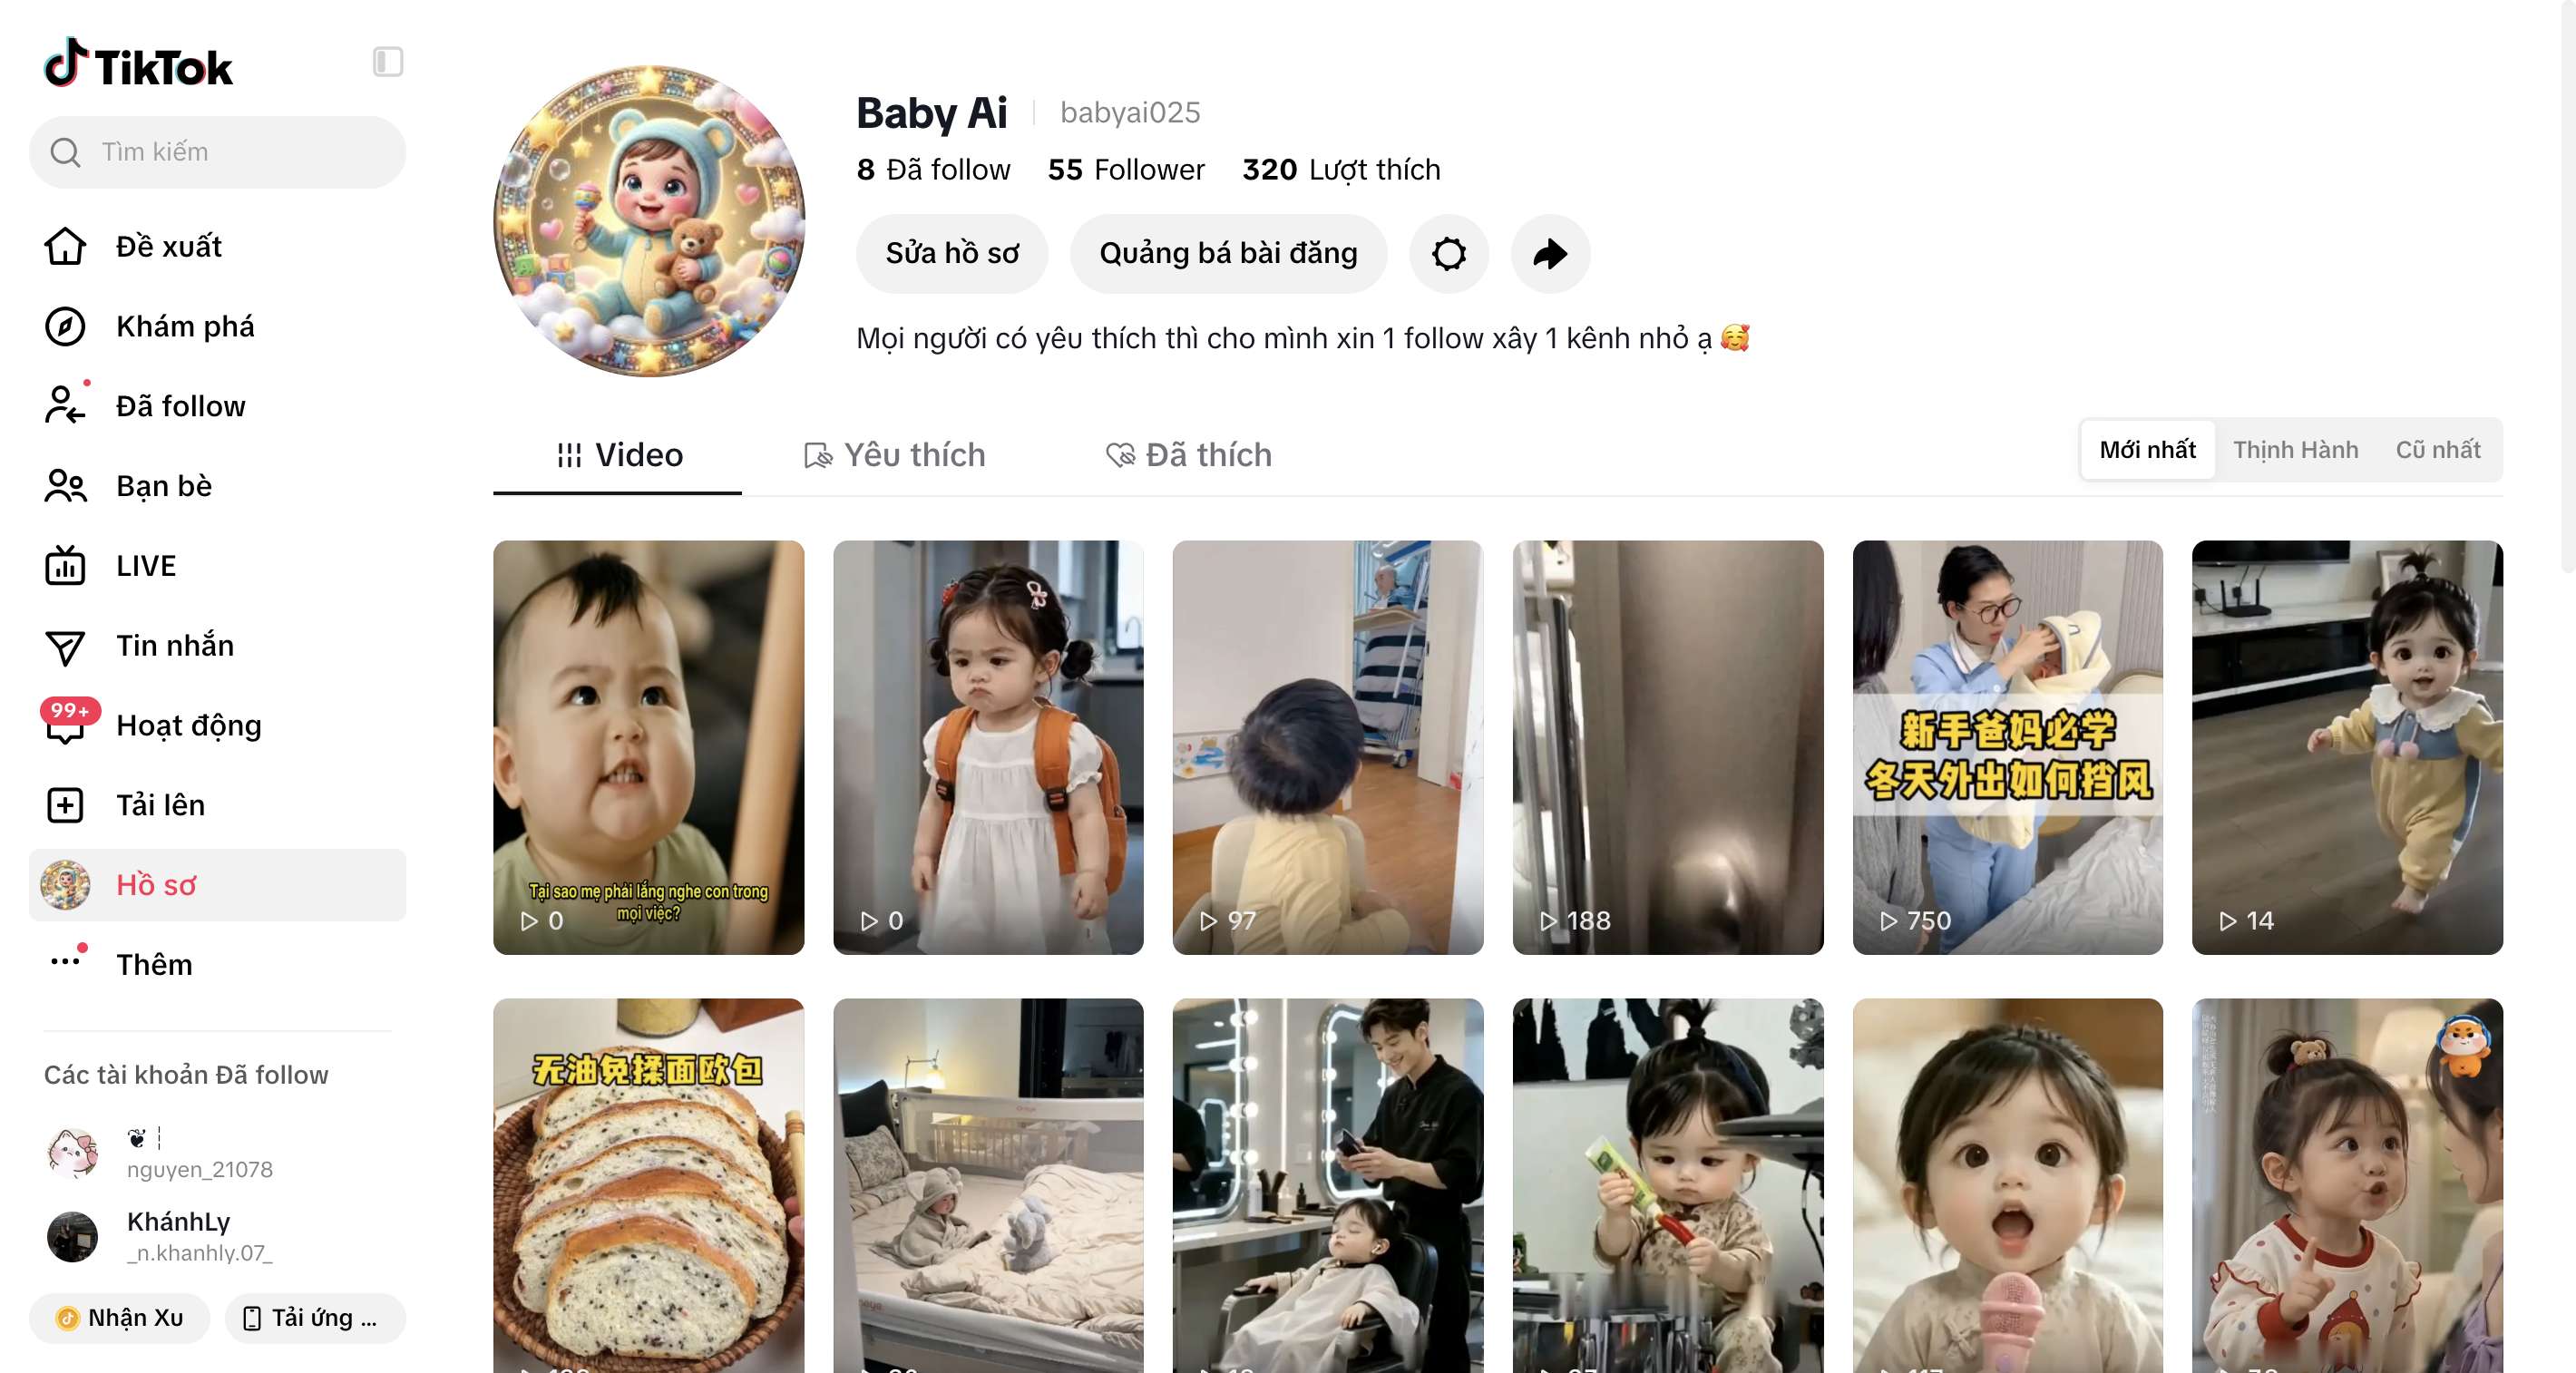 TikTok
Tìm kiếm
Đề xuất
Khám phá
Đã follow
Bạn bè
LIVE
Tin nhắn
99+
Hoạt động
Tải lên
Hồ sơ
Thêm
Các tài khoản Đã follow
nguyen_21078
KhánhLy
_n.khanhly.07_
Nhận Xu
Tải ứng ...
Baby Ai
babyai025
8 Đã follow 55 Follower 320 Lượt thích
Sửa hồ sơ
Quảng bá bài đăng
Mọi người có yêu thích thì cho mình xin 1 follow xây 1 kênh nhỏ ạ 🥰
Video
Yêu thích
Đã thích
Mới nhất
Thịnh Hành
Cũ nhất
Tại sao mẹ phải lắng nghe con trong
mọi việc?
0
0
97
188
新手爸妈必学
冬天外出如何挡风
750
14
无油免揉面欧包